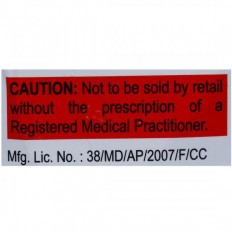 CAUTION: Not to be sold by retail
without the prescription of a
Registered Medical Practitioner.
Mfg. Lic. No. : 38/MD/AP/2007/F/CC